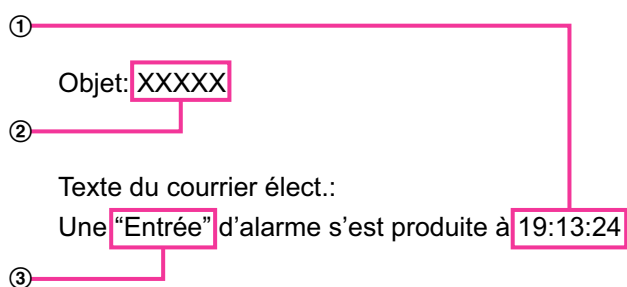 ①
Objet: XXXXX
②
Texte du courrier élect.:
Une “Entrée” d’alarme s’est produite à 19:13:24
③